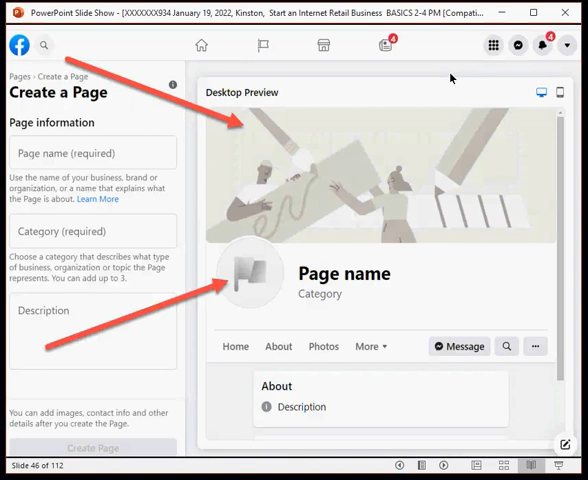 PowerPoint Slide Show - [XXXXXXX934 January 19, 2022, Kinston, Start an Internet Retail Business BASICS 2-4 PM [Compati...
4
4
Pages › Create a Page
Create a Page
Page information
Page name (required)
Use the name of your business, brand or
organization, or a name that explains what
the Page is about. Learn More
Category (required)
Choose a category that describes what type
of business, organization or topic the Page
represents. You can add up to 3.
Description
You can add images, contact info and other
details after you create the Page.
Create Page
Desktop Preview
Page name
Category
Home
About
Photos
More
Message
About
Description
Slide 46 of 112